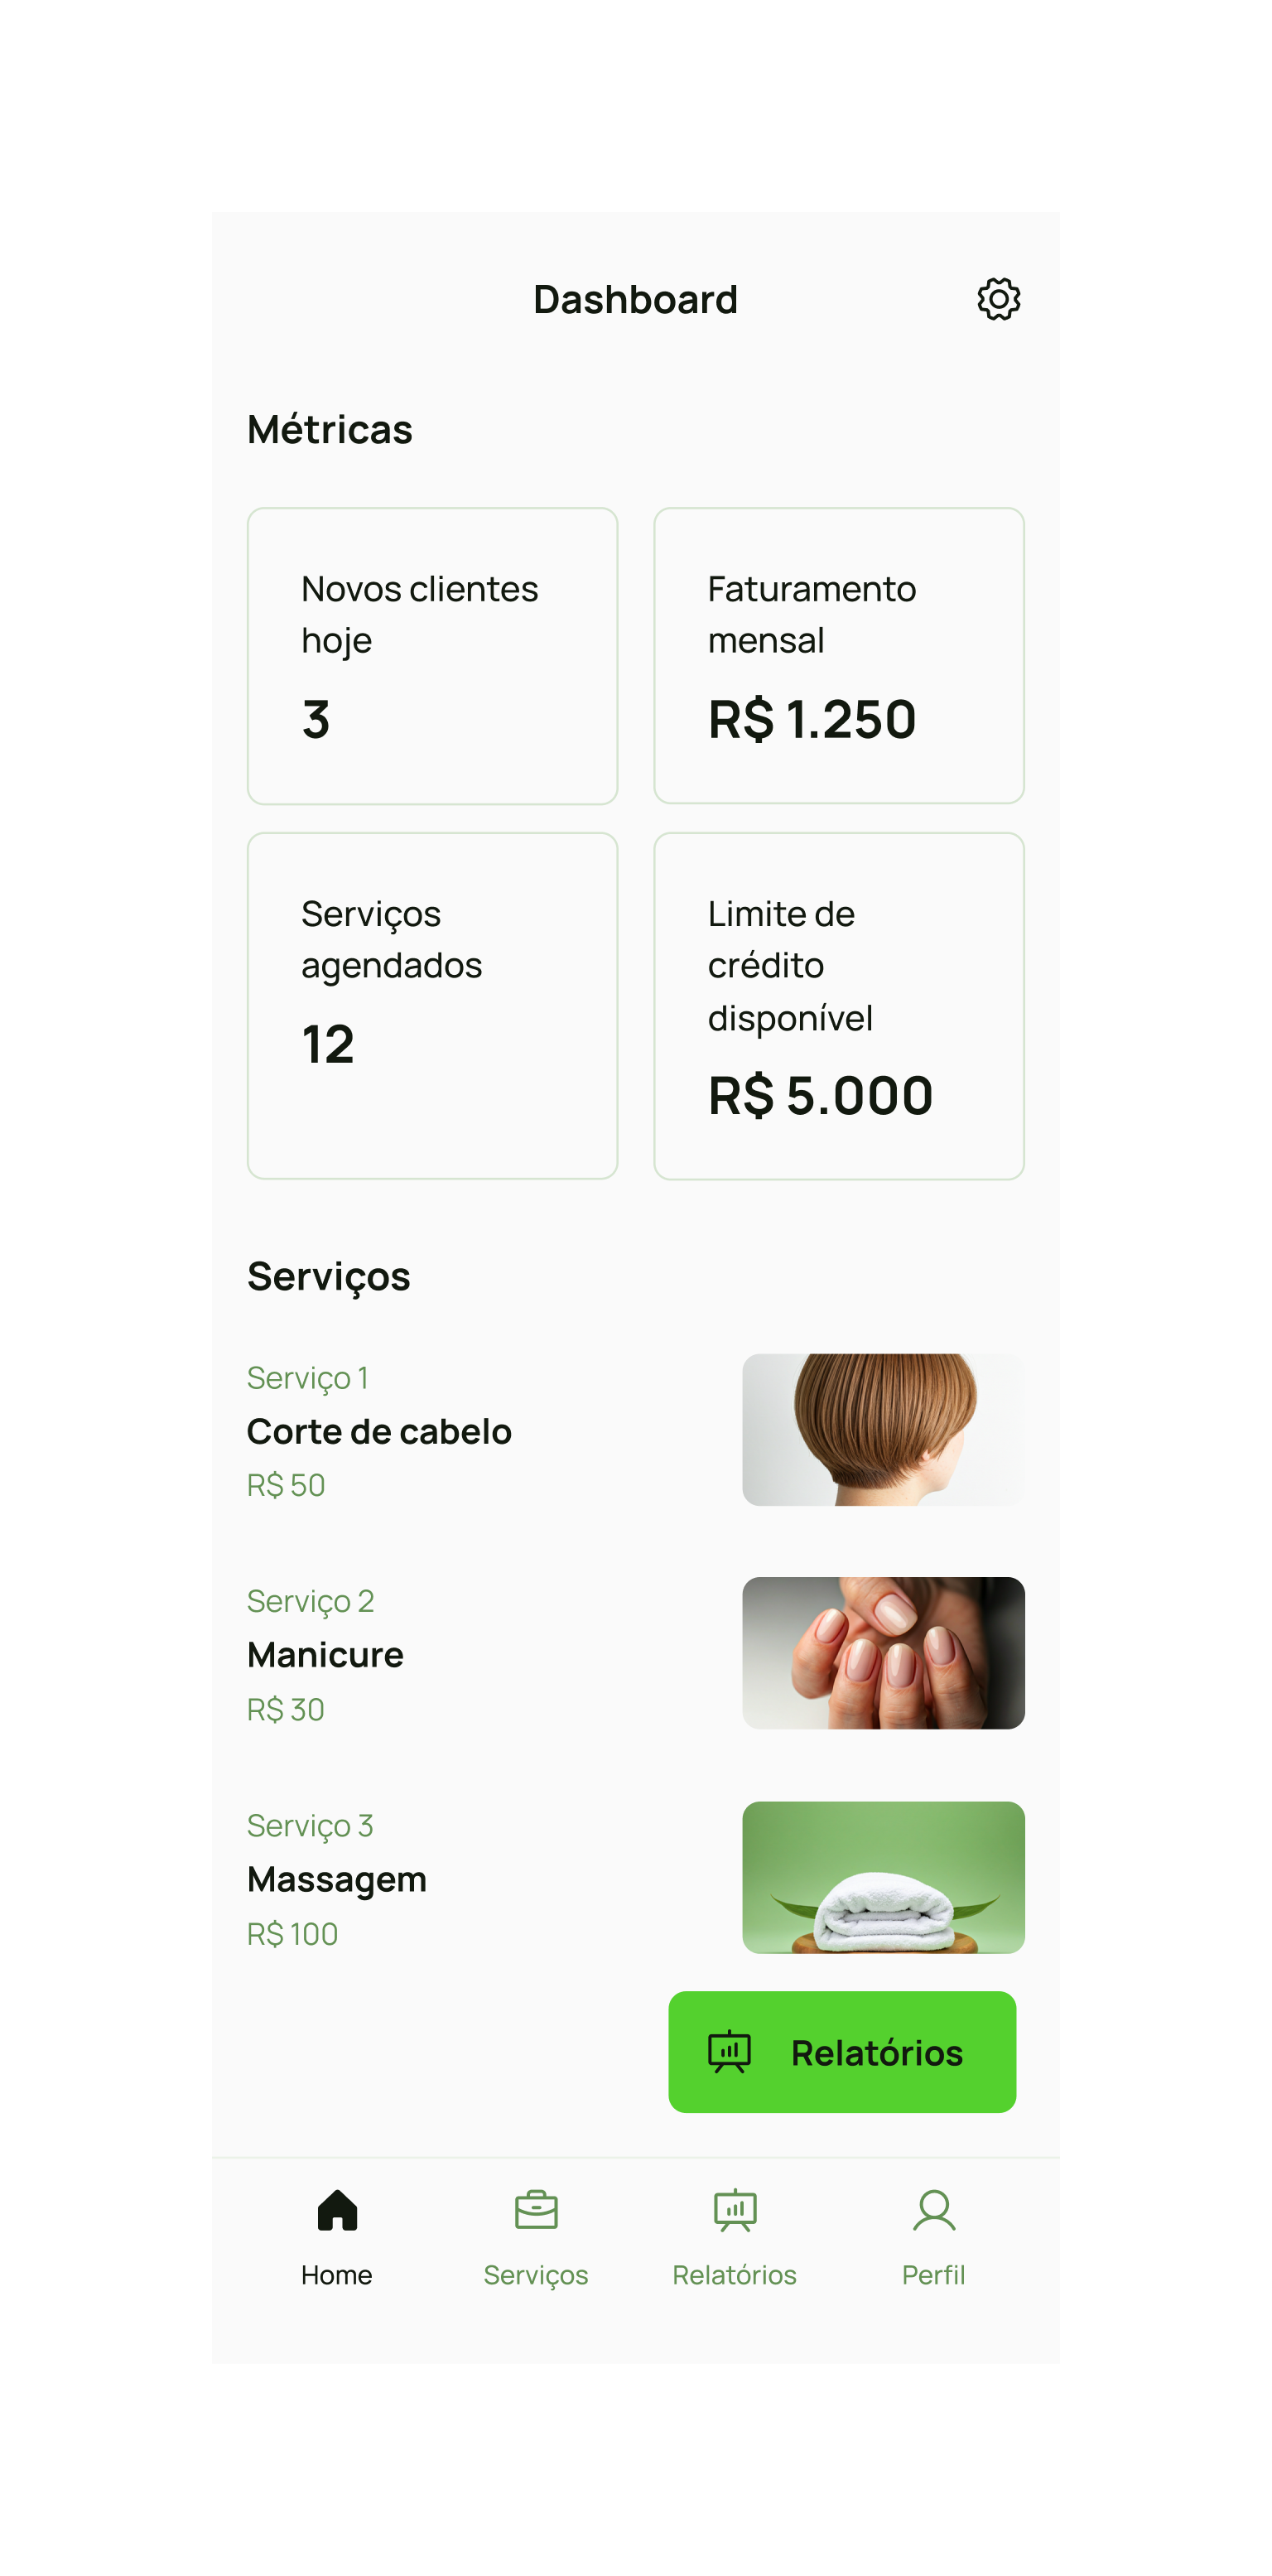 Dashboard
Métricas
Novos clientes
hoje
3
Faturamento
mensal
R$ 1.250
Serviços
agendados
12
Limite de
crédito
disponível
R$ 5.000
Serviços
Serviço 1
Corte de cabelo
R$ 50
Serviço 2
Manicure
R$ 30
Serviço 3
Massagem
R$ 100
Relatórios
Home
Serviços
Relatórios
Perfil